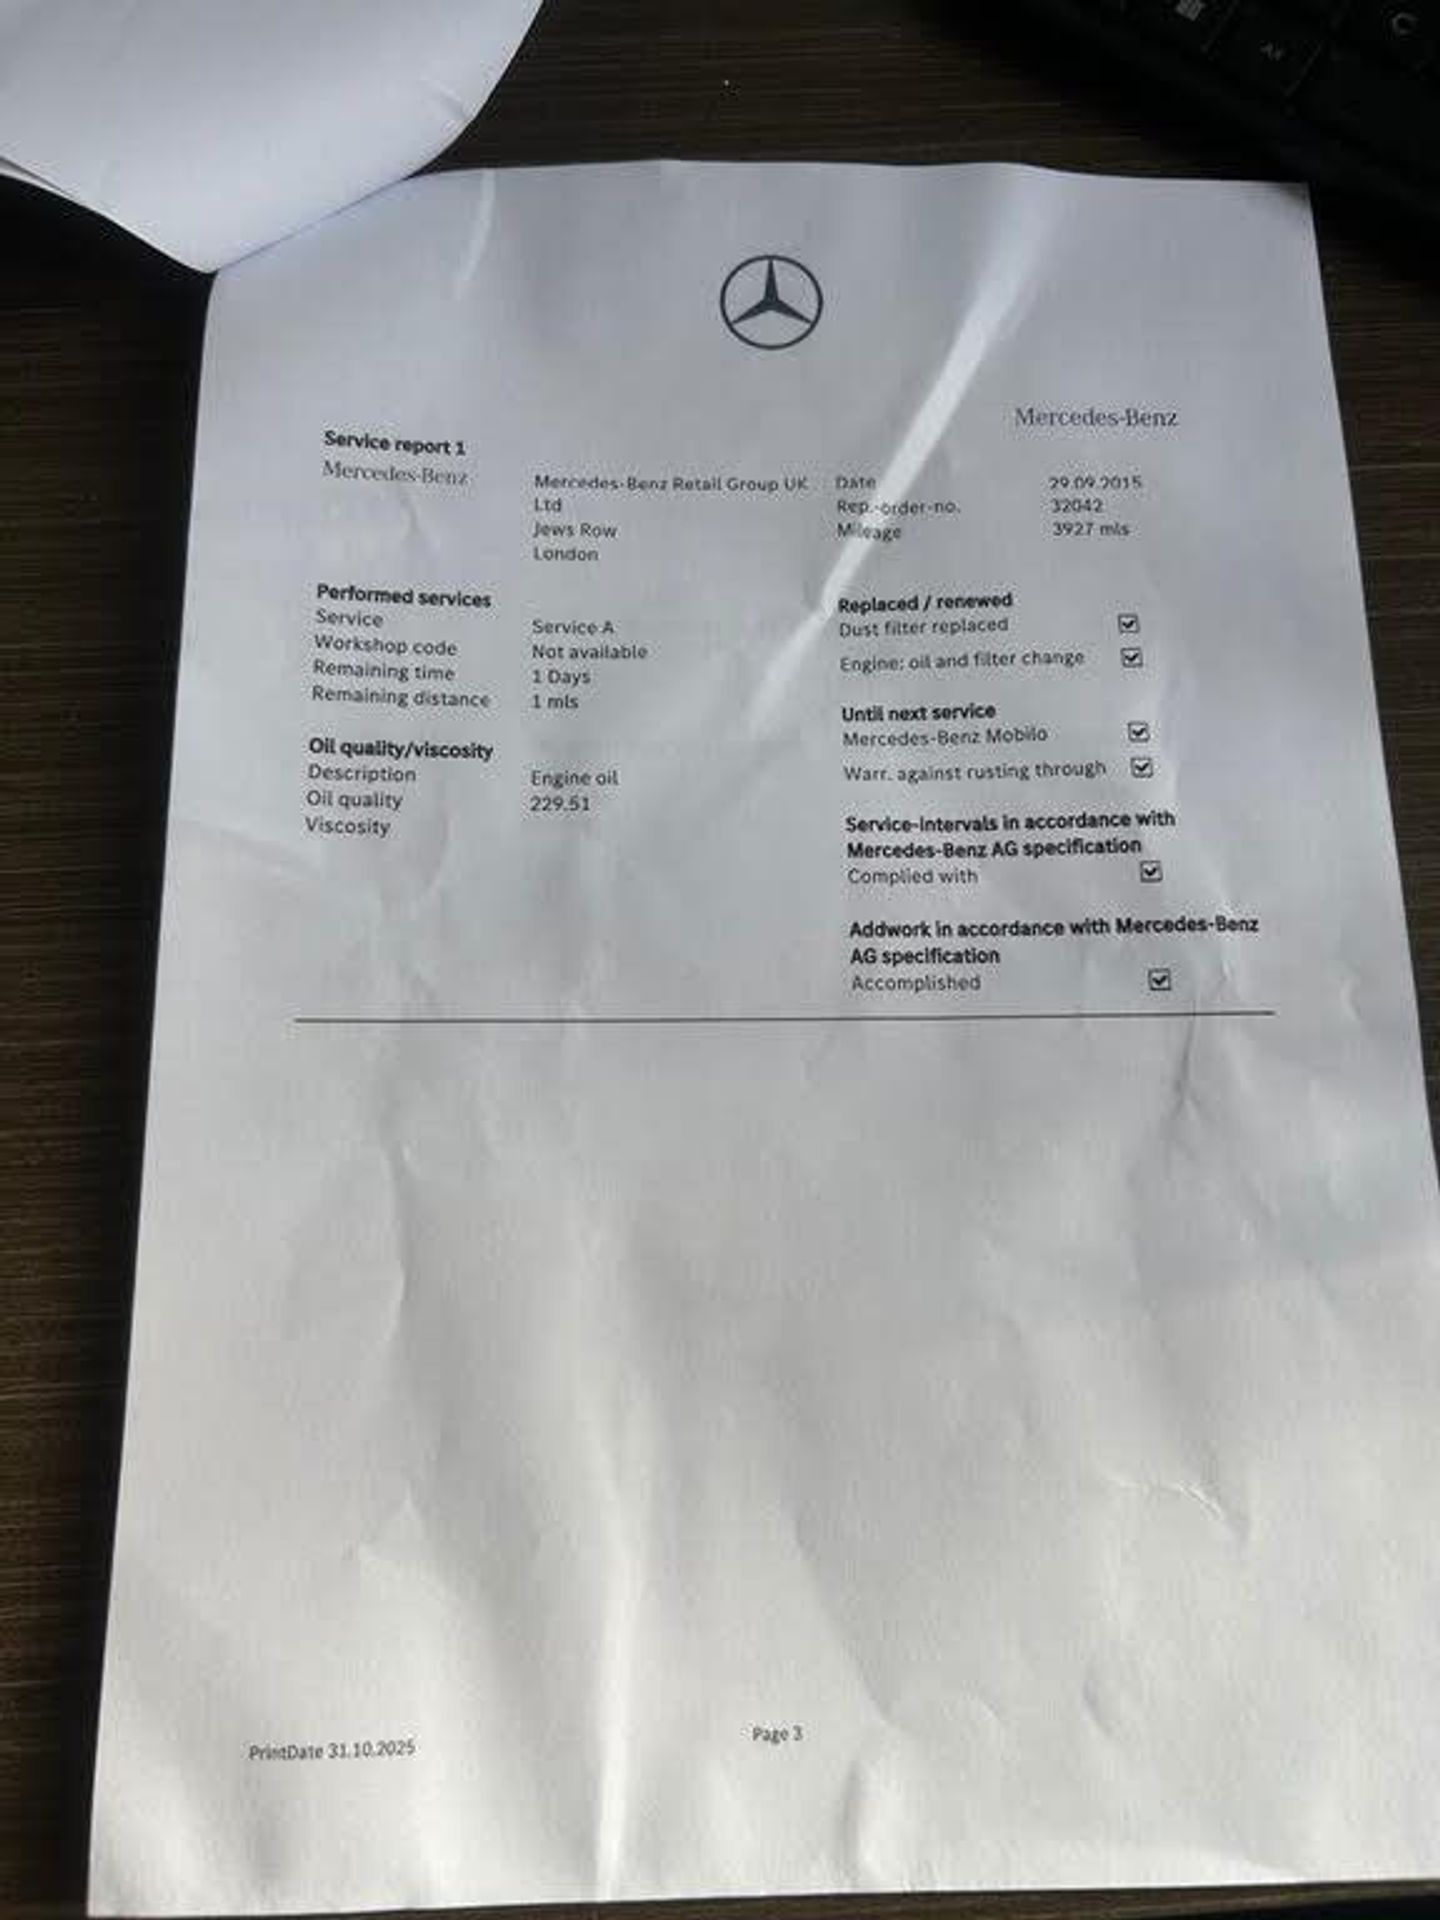 Mercedes-Benz
Service report 1
Mercedes-Benz
Mercedes-Benz Retail Group UK
Ltd
Jews Row
London
Date 29.09.2015
Rep.-order-no. 32042
Mileage 3927 mls
Performed services
Service Service A
Workshop code Not available
Remaining time 1 Days
Remaining distance 1 mls
Oil quality/viscosity
Description Engine oil
Oil quality 229.51
Viscosity
Replaced / renewed
Dust filter replaced
Engine: oil and filter change
Until next service
Mercedes-Benz Mobilo
Warr. against rusting through
Service-intervals in accordance with
Mercedes-Benz AG specification
Complied with
Addwork in accordance with Mercedes-Benz
AG specification
Accomplished
PrintDate 31.10.2025
Page 3
C